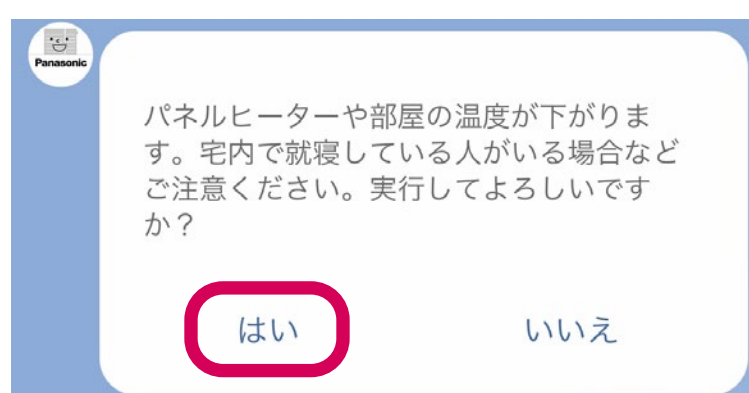 Panasonic
パネルヒーターや部屋の温度が下がりま
す。宅内で就寝している人がいる場合など
ご注意ください。実行してよろしいです
か？
はい
いいえ